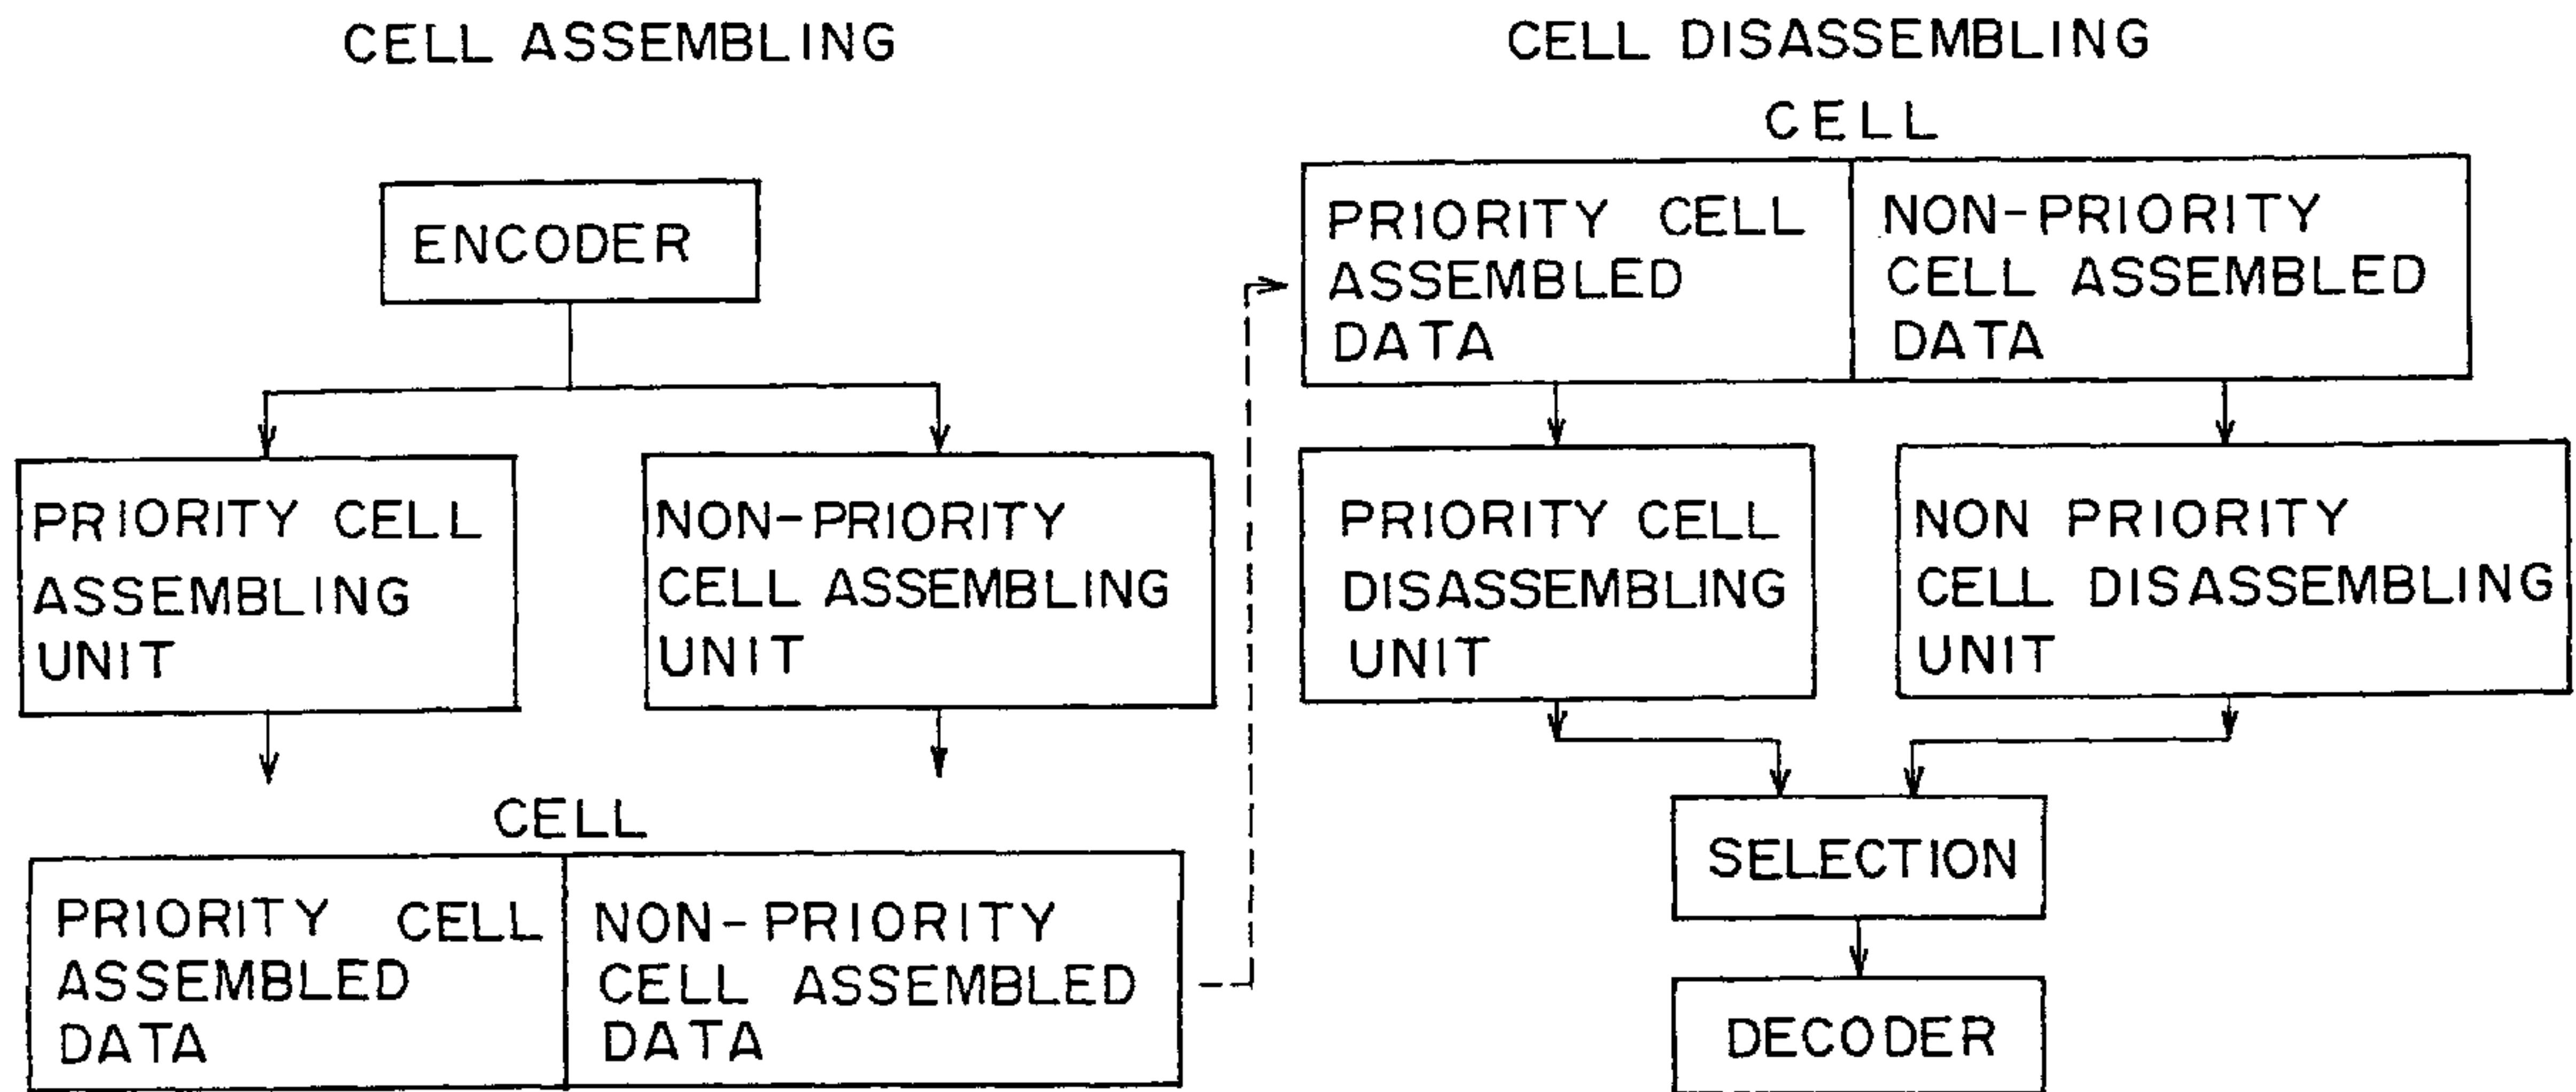 CELL ASSEMBLING
ENCODER
PRIORITY CELL
ASSEMBLING
UNIT
NON-PRIORITY
CELL ASSEMBLING
UNIT
CELL
PRIORITY CELL
ASSEMBLED
DATA
NON-PRIORITY
CELL ASSEMBLED
DATA
CELL DISASSEMBLING
CELL
PRIORITY CELL
ASSEMBLED
DATA
NON-PRIORITY
CELL ASSEMBLED
DATA
PRIORITY CELL
DISASSEMBLING
UNIT
NON PRIORITY
CELL DISASSEMBLING
UNIT
SELECTION
DECODER